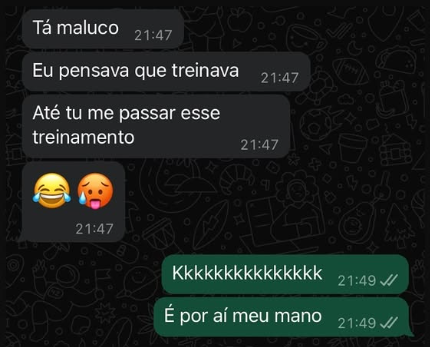 Tá maluco 21:47
Eu pensava que treinava 21:47
Até tu me passar esse
treinamento 21:47
😂🥵
21:47
Kkkkkkkkkkkkkkk 21:49
É por aí meu mano 21:49